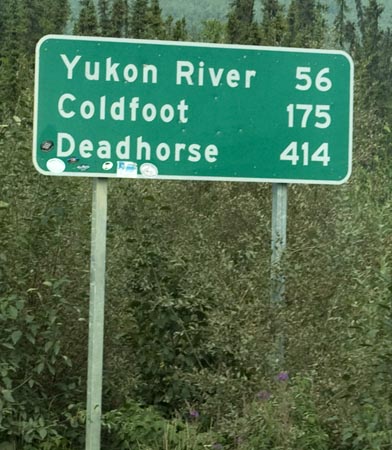 Yukon River 56
Coldfoot 175
Deadhorse 414